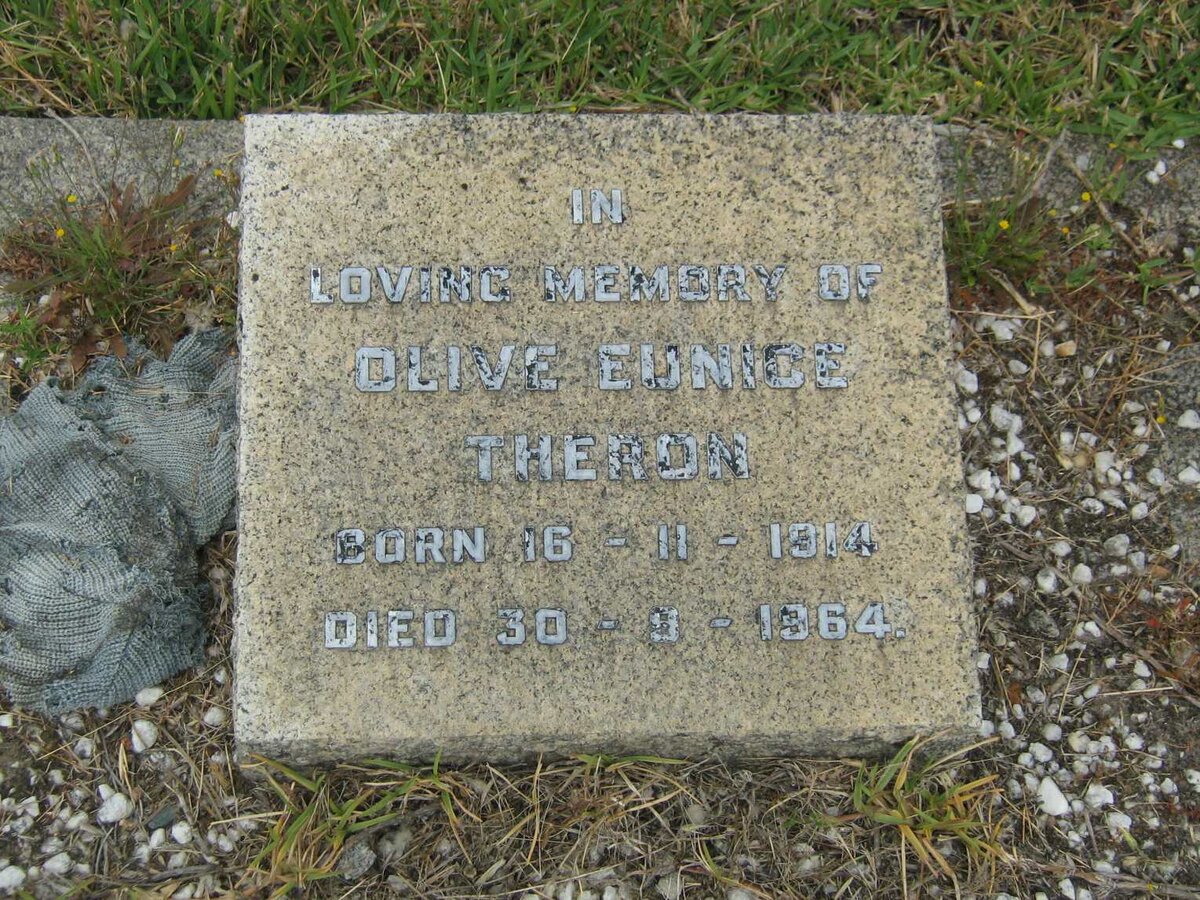 IN
LOVING MEMORY OF
OLIVE EUNICE
THERON
BORN 16 - 11 - 1914
DIED 30 - 9 - 1964.